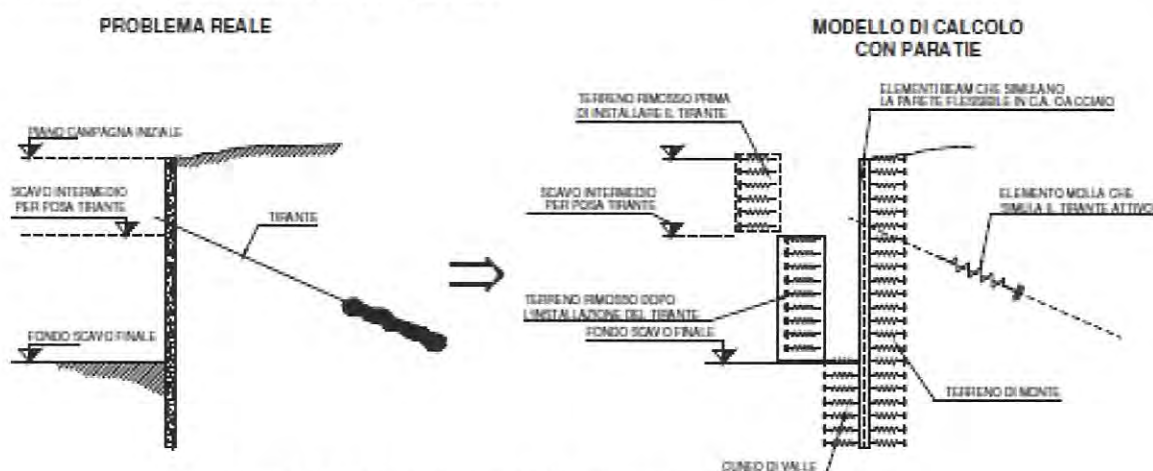 PROBLEMA REALE
PIANO CAMPAGNA INIZIALE
SCAVO INTERMEDIO
PER POSA TIRANTE
TIRANTE
FONDO SCAVO FINALE
MODELLO DI CALCOLO
CON PARATIE
TERRENO RIMOSSO PRIMA
DI INSTALLARE IL TIRANTE
ELEMENTI BEAM CHE SIMULANO
LA PARETE FLESSIBILE IN C.A. O ACCIAIO
SCAVO INTERMEDIO
PER POSA TIRANTE
ELEMENTO MOLLA CHE
SIMULA IL TIRANTE ATTIVO
TERRENO RIMOSSO DOPO
L'INSTALLAZIONE DEL TIRANTE
FONDO SCAVO FINALE
TERRENO DI MONTE
CUNEO DI VALLE